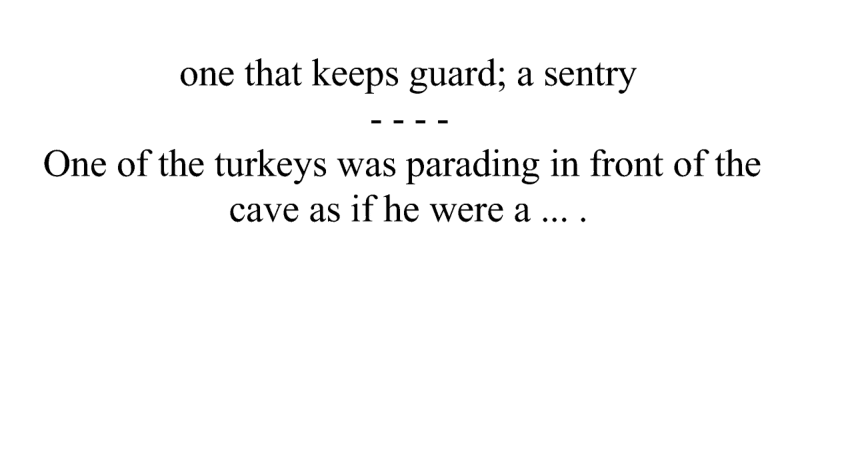 one that keeps guard; a sentry
- - - -
One of the turkeys was parading in front of the
cave as if he were a ... .